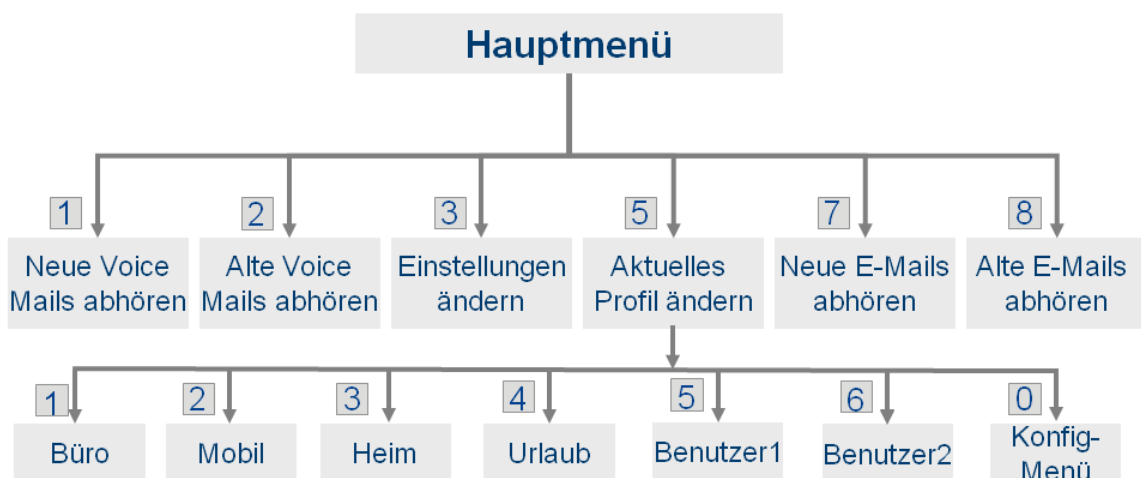 Hauptmenü
1
2
3
5
7
8
Neue Voice
Mails abhören
Alte Voice
Mails abhören
Einstellungen
ändern
Aktuelles
Profil ändern
Neue E-Mails
abhören
Alte E-Mails
abhören
1
2
3
4
5
6
0
Büro
Mobil
Heim
Urlaub
Benutzer1
Benutzer2
Konfig-
Menü